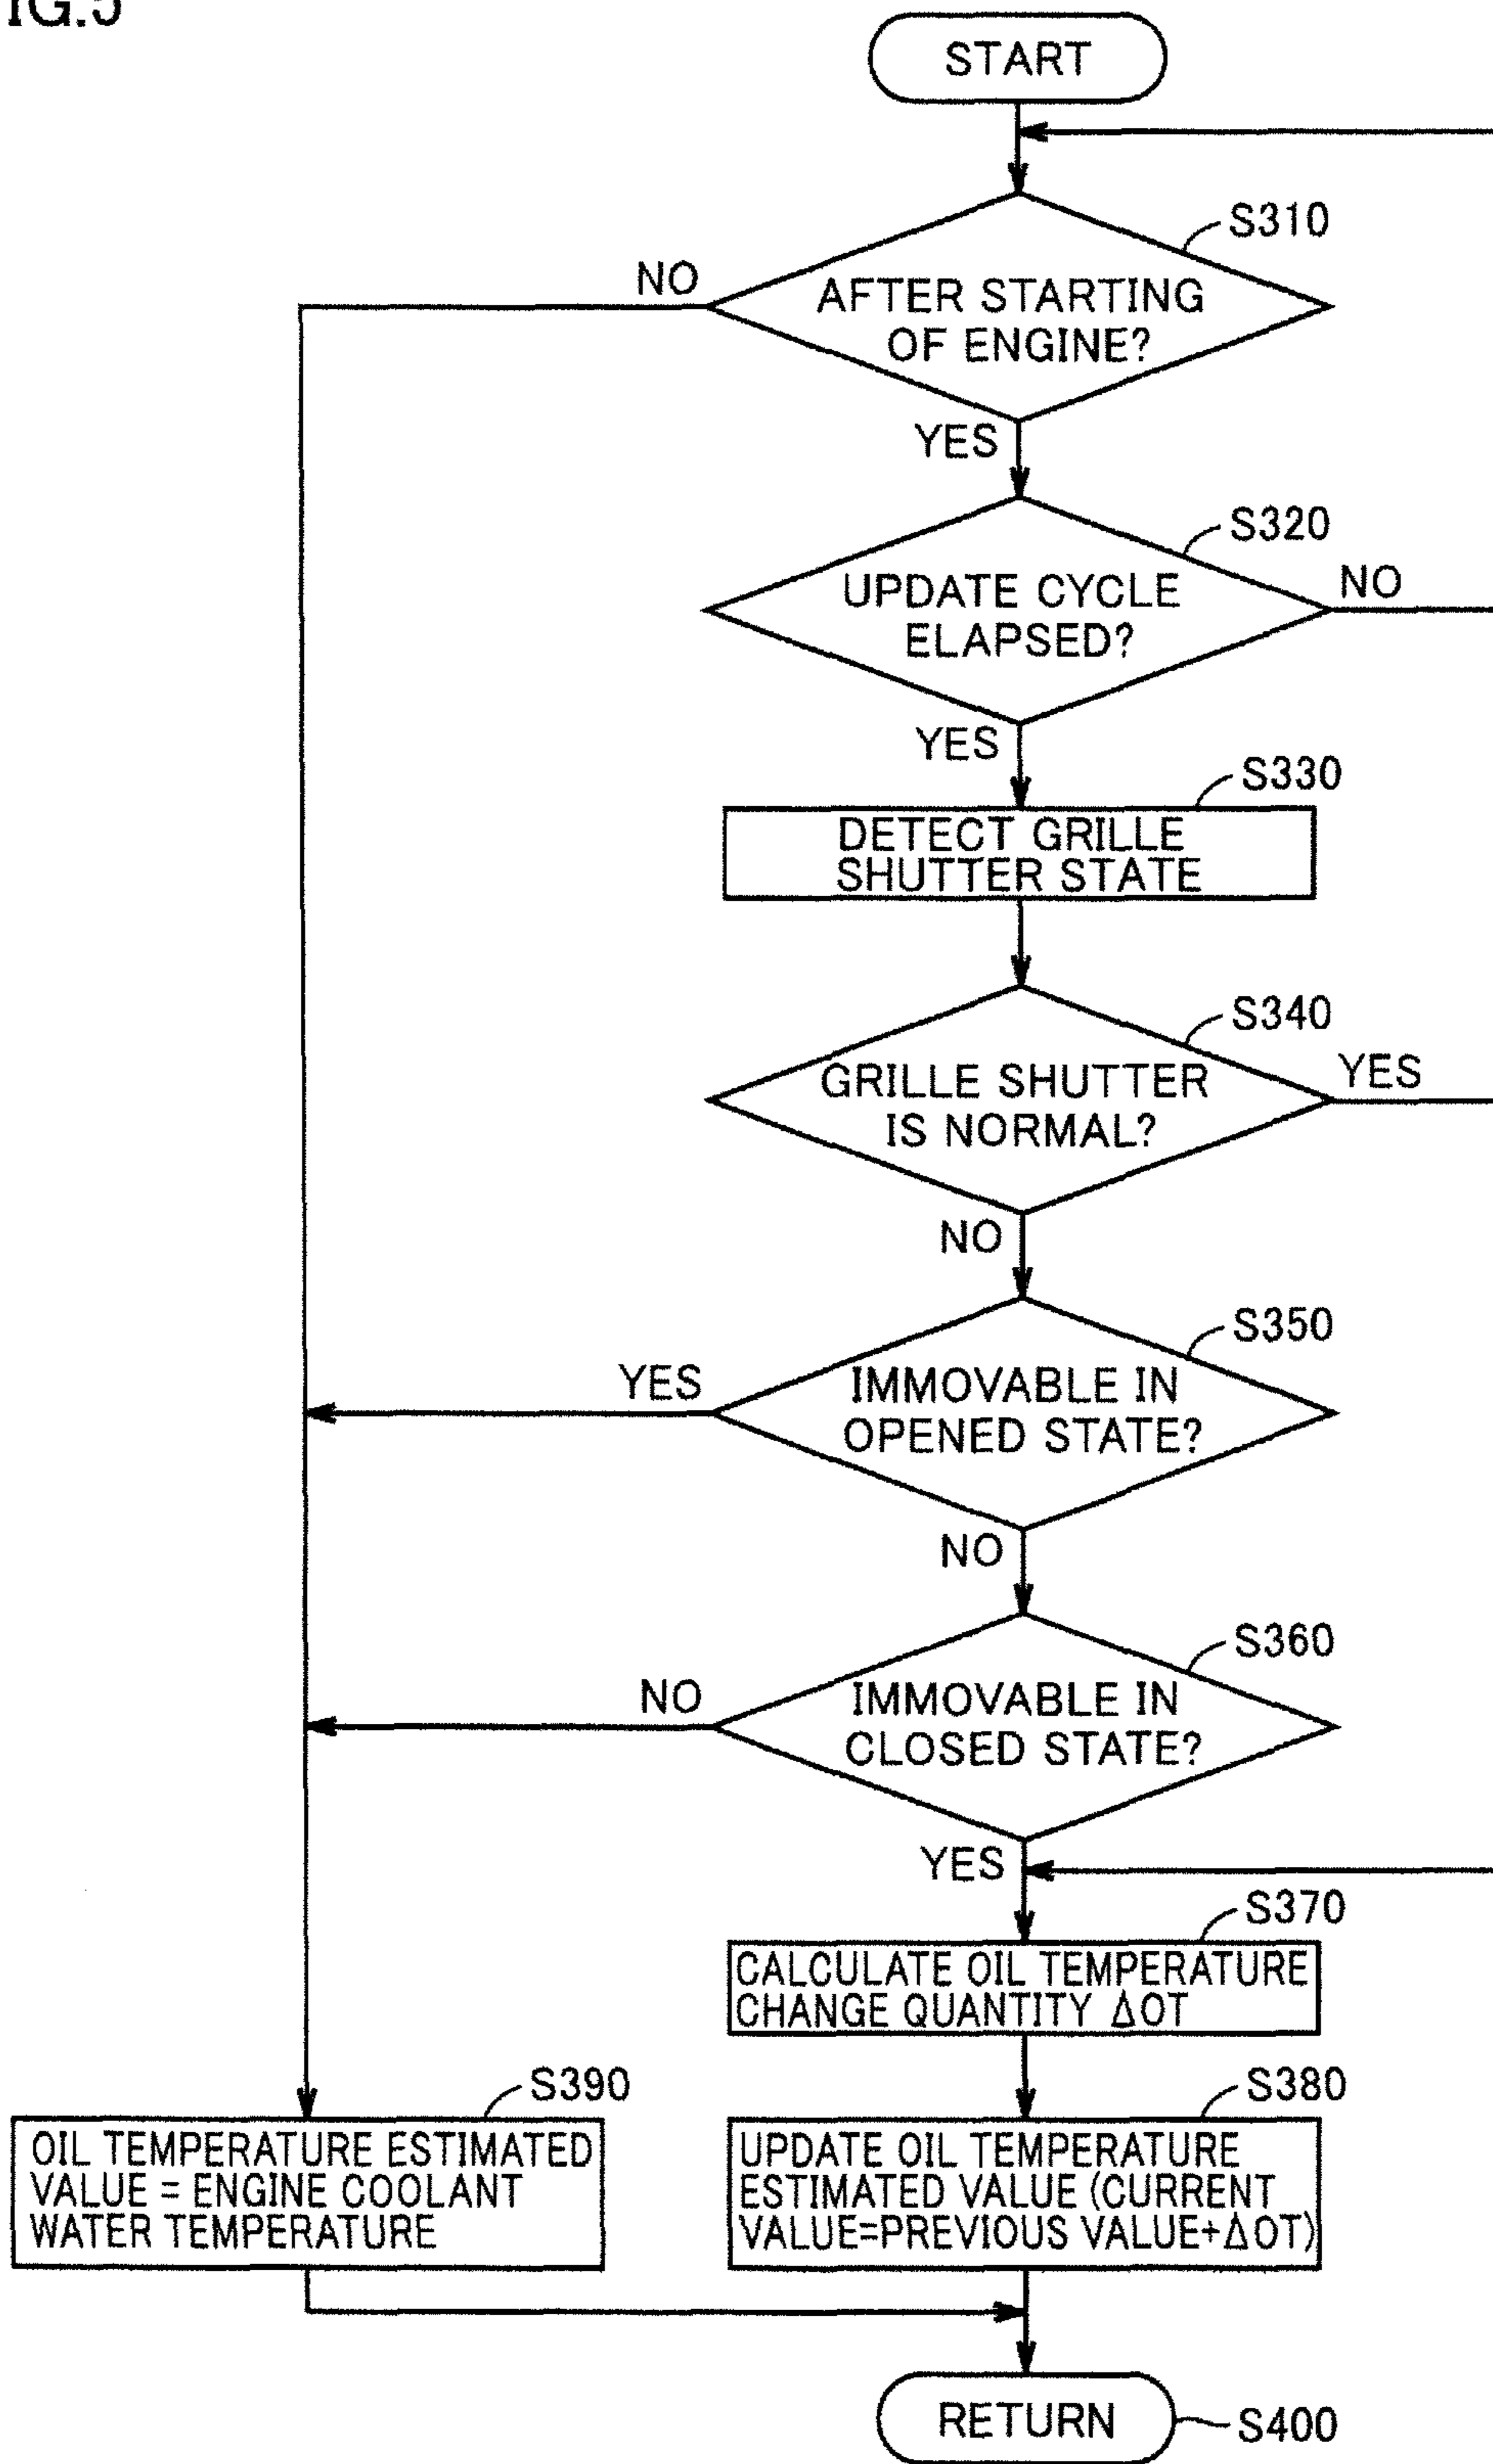 IG.5
START
S310
NO
AFTER STARTING
OF ENGINE?
YES
S320
UPDATE CYCLE
ELAPSED?
NO
YES
S330
DETECT GRILLE
SHUTTER STATE
S340
GRILLE SHUTTER
IS NORMAL?
YES
NO
S350
YES
IMMOVABLE IN
OPENED STATE?
NO
S360
NO
IMMOVABLE IN
CLOSED STATE?
YES
S370
CALCULATE OIL TEMPERATURE
CHANGE QUANTITY ΔOT
S390
OIL TEMPERATURE ESTIMATED
VALUE = ENGINE COOLANT
WATER TEMPERATURE
S380
UPDATE OIL TEMPERATURE
ESTIMATED VALUE (CURRENT
VALUE=PREVIOUS VALUE+ΔOT)
RETURN
S400